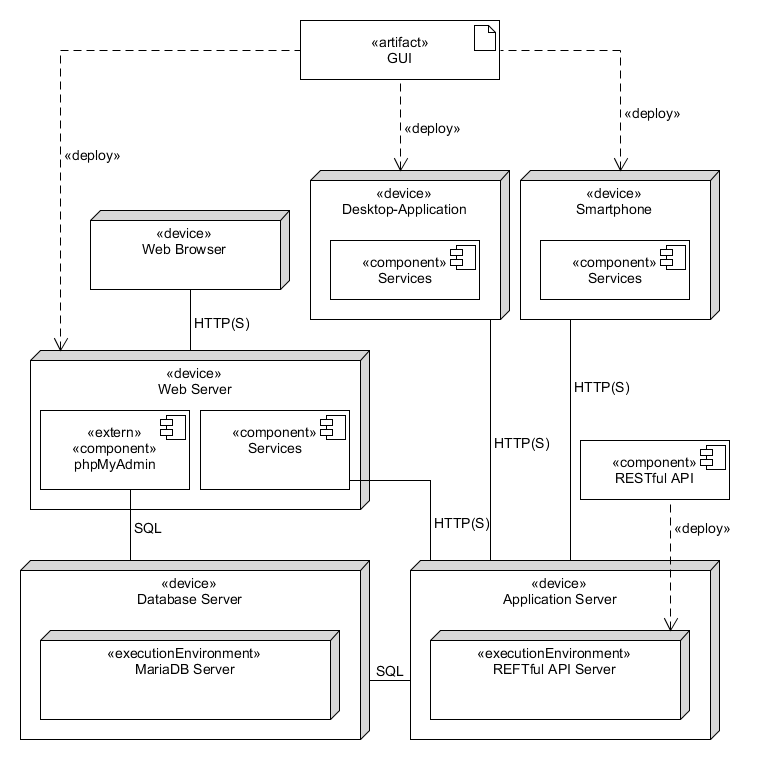 «artifact»
GUI
«deploy»
«deploy»
«deploy»
«device»
Desktop-Application
«component»
Services
«device»
Smartphone
«component»
Services
«device»
Web Browser
HTTP(S)
«device»
Web Server
«extern»
«component»
phpMyAdmin
«component»
Services
HTTP(S)
HTTP(S)
«component»
RESTful API
SQL
HTTP(S)
«deploy»
«device»
Database Server
«executionEnvironment»
MariaDB Server
SQL
«device»
Application Server
«executionEnvironment»
REFTful API Server